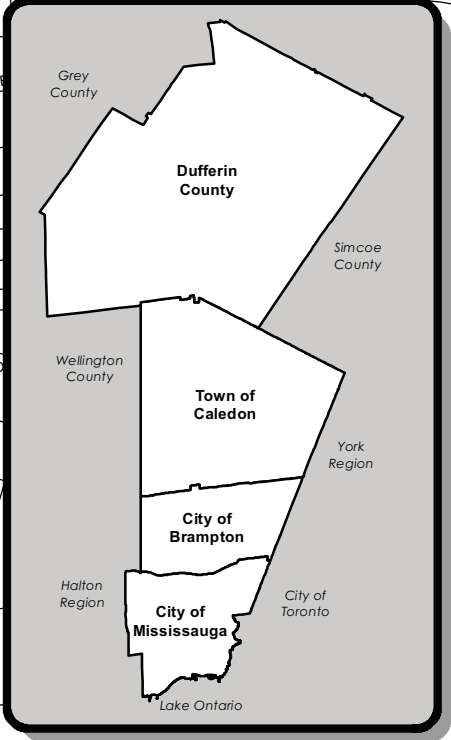 Grey
County
Dufferin
County
Simcoe
County
Wellington
County
Town of
Caledon
York
Region
City of
Brampton
Halton
Region
City of
Toronto
City of
Mississauga
Lake Ontario